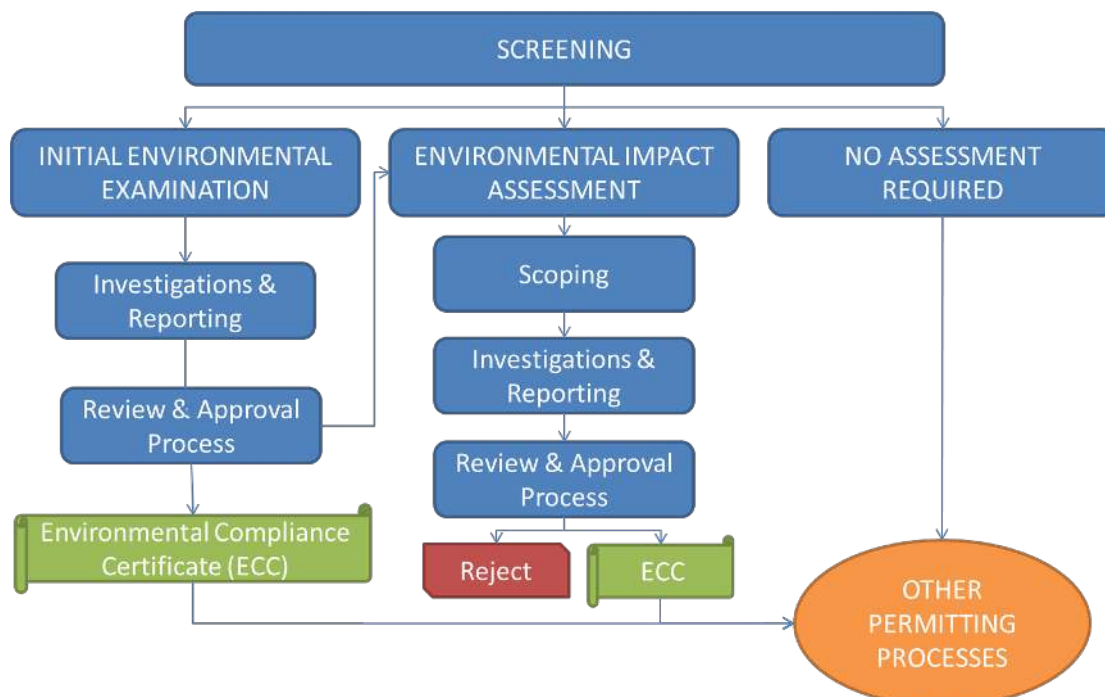 SCREENING
INITIAL ENVIRONMENTAL
EXAMINATION
ENVIRONMENTAL IMPACT
ASSESSMENT
NO ASSESSMENT
REQUIRED
Investigations &
Reporting
Scoping
Investigations &
Reporting
Review & Approval
Process
Review & Approval
Process
Environmental Compliance
Certificate (ECC)
Reject
ECC
OTHER
PERMITTING
PROCESSES